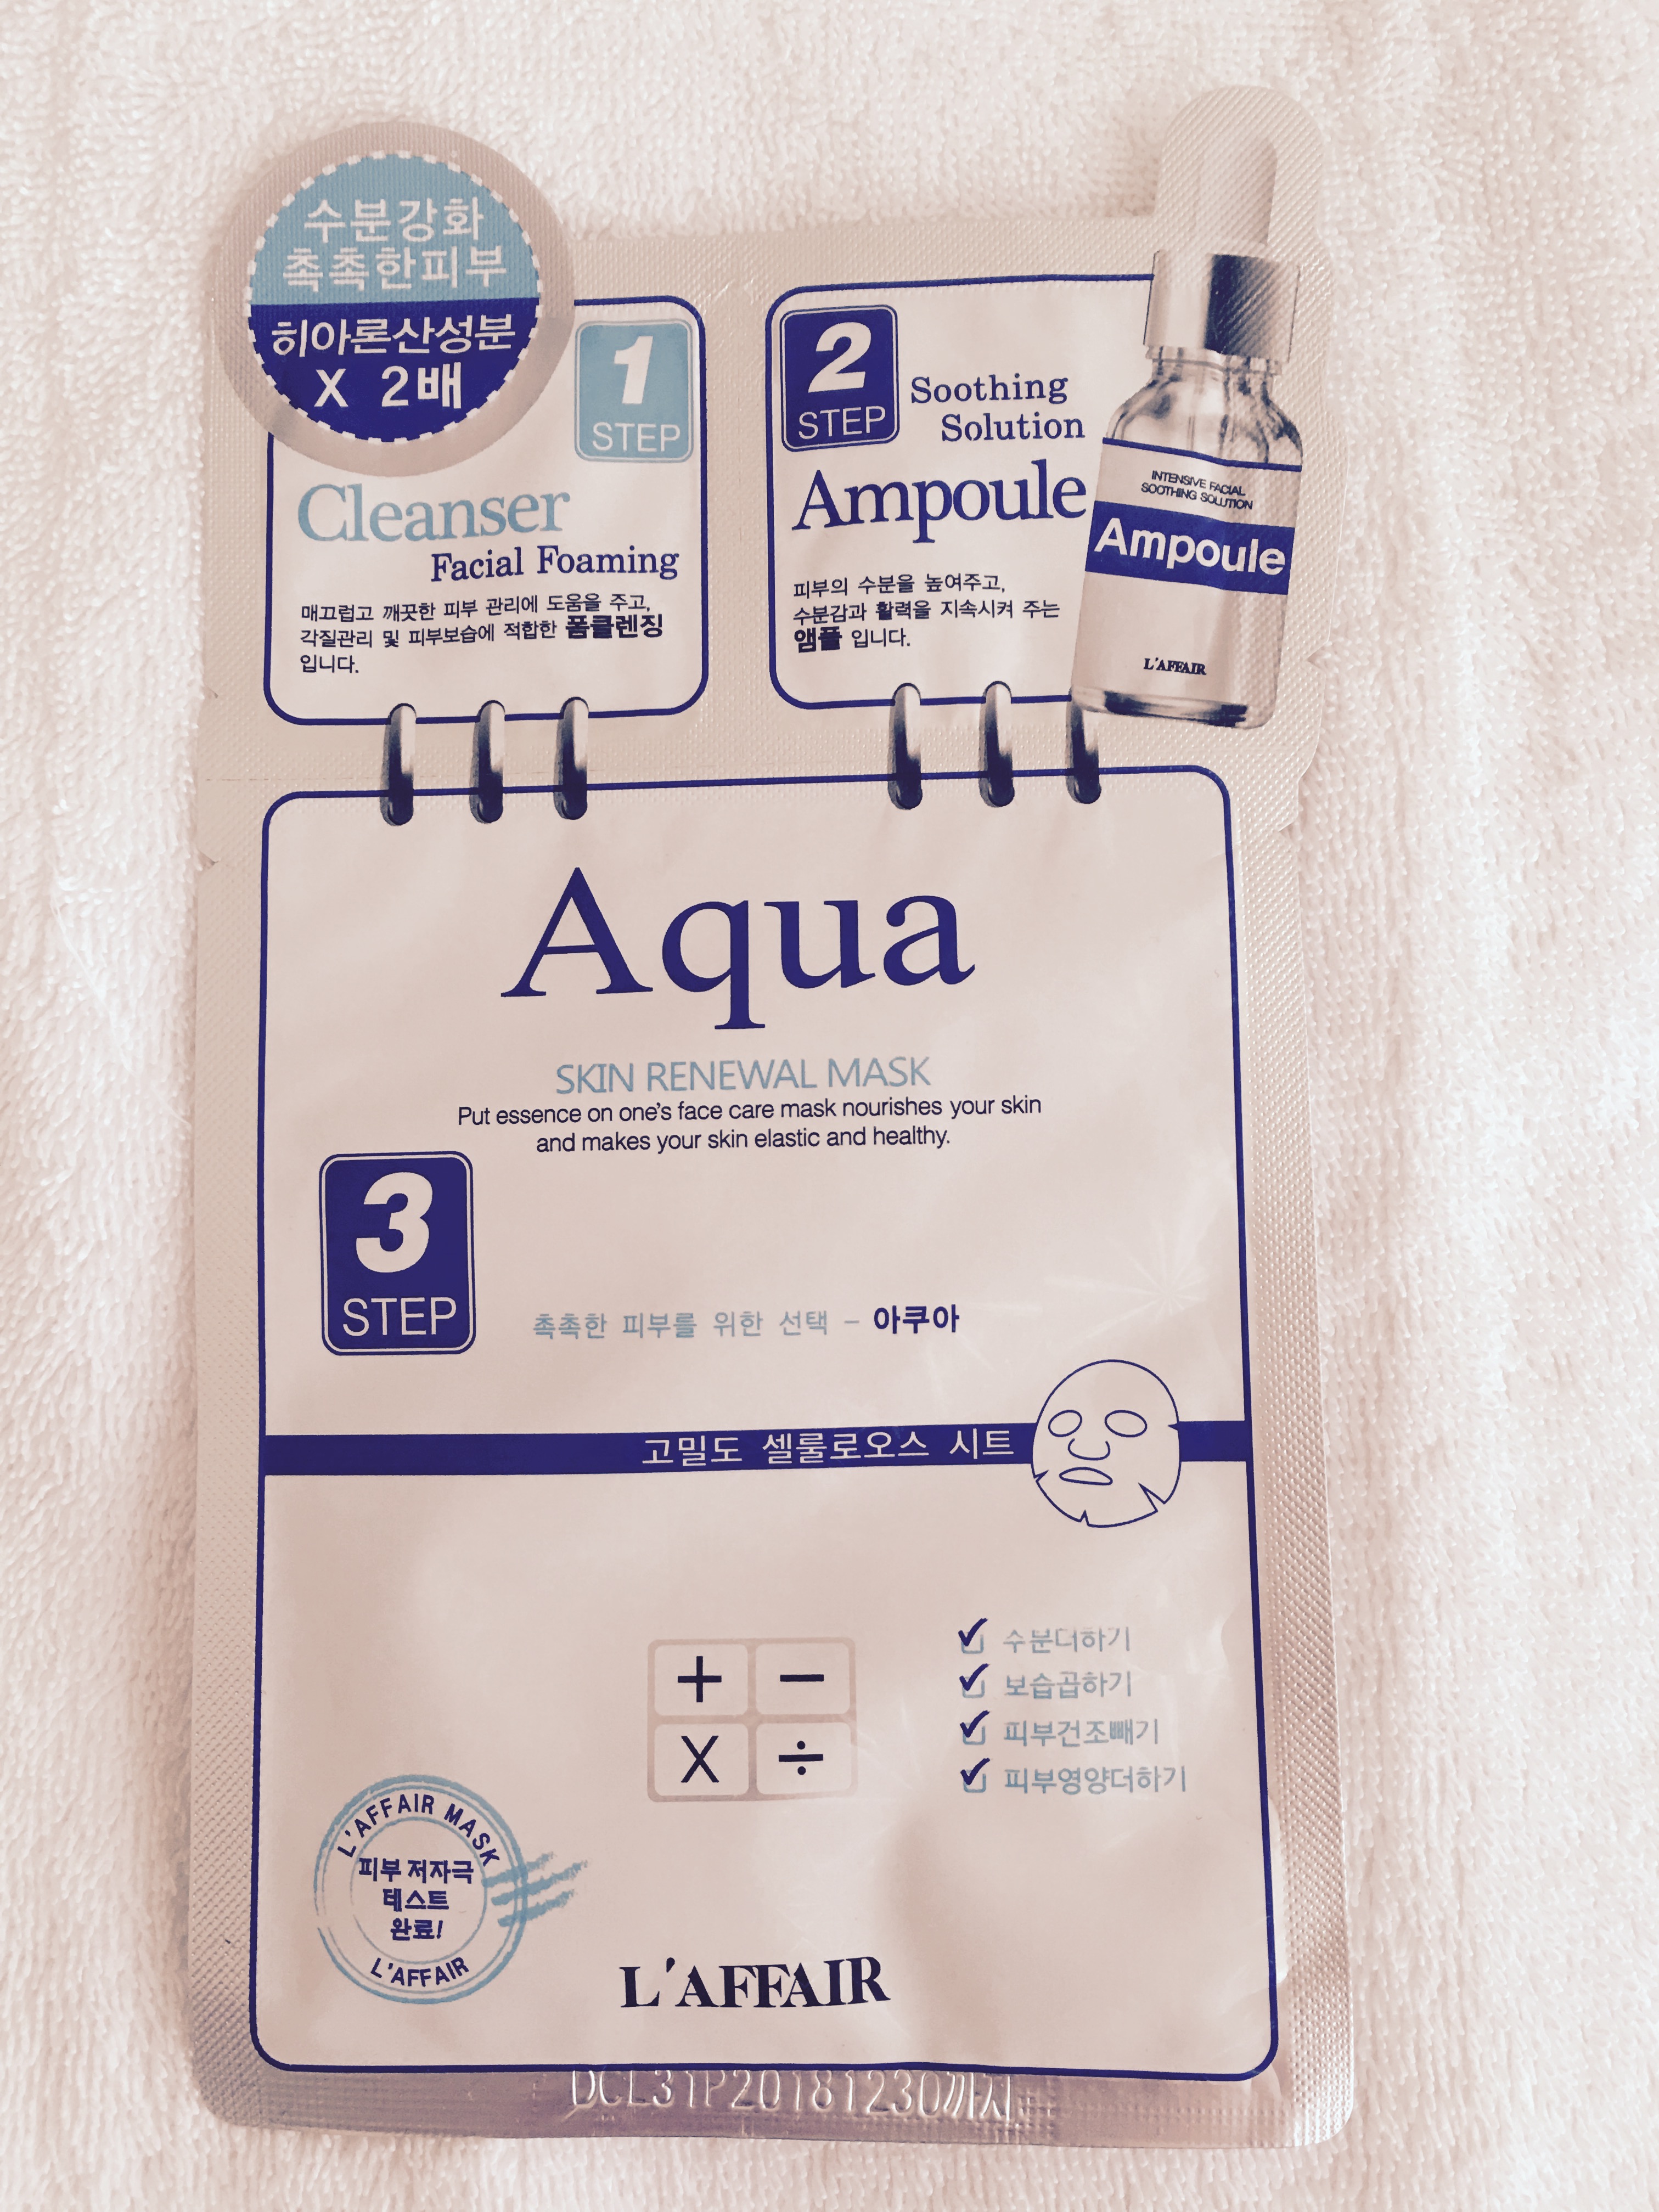 수분강화
촉촉한피부
히아론산성분
X 2배
1
STEP
Cleanser
Facial Foaming
매끄럽고 깨끗한 피부 관리에 도움을 주고,
각질관리 및 피부보습에 적합한 폼클렌징
입니다.
2
STEP
Soothing
Solution
Ampoule
피부의 수분을 높여주고,
수분감과 활력을 지속시켜 주는
앰플 입니다.
INTENSIVE FACIAL
SOOTHING SOLUTION
Ampoule
L'AFFAIR
Aqua
SKIN RENEWAL MASK
Put essence on one's face care mask nourishes your skin
and makes your skin elastic and healthy.
3
STEP
촉촉한 피부를 위한 선택 – 아쿠아
고밀도 셀룰로오스 시트
+ −
X ÷
수분더하기
보습곱하기
피부건조빼기
피부영양더하기
L'AFFAIR MASK
피부 저자극
테스트
완료!
L'AFFAIR
L'AFFAIR
DCL31P20181230까지